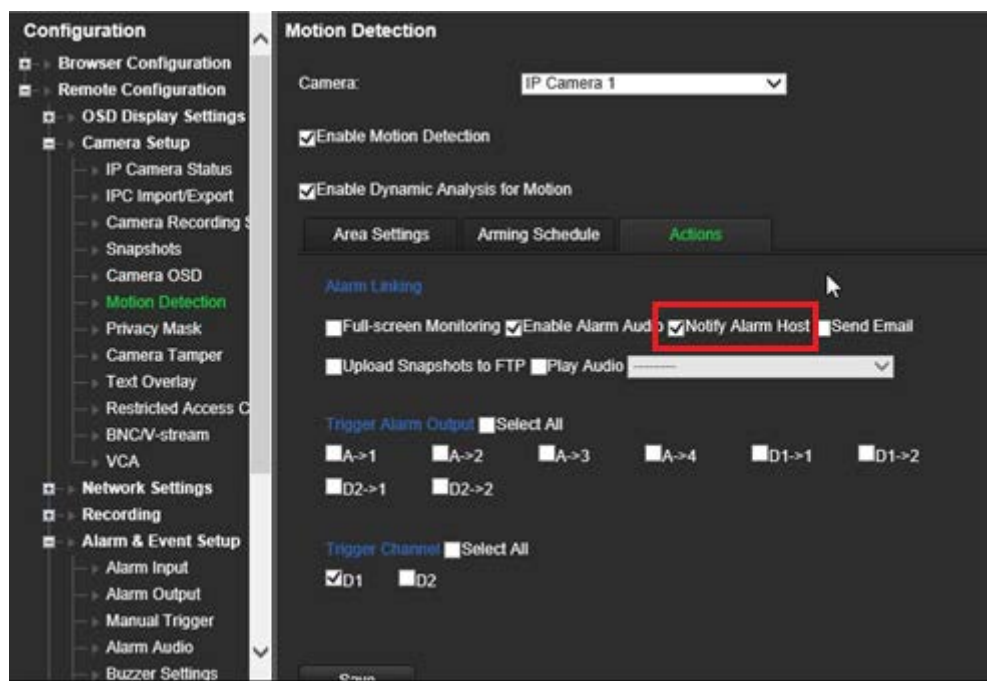 Configuration
Browser Configuration
Remote Configuration
OSD Display Settings
Camera Setup
IP Camera Status
IPC Import/Export
Camera Recording S
Snapshots
Camera OSD
Motion Detection
Privacy Mask
Camera Tamper
Text Overlay
Restricted Access C
BNC/V-stream
VCA
Network Settings
Recording
Alarm & Event Setup
Alarm Input
Alarm Output
Manual Trigger
Alarm Audio
Buzzer Settings
Motion Detection
Camera: IP Camera 1
Enable Motion Detection
Enable Dynamic Analysis for Motion
Area Settings Arming Schedule Actions
Alarm Linking
Full-screen Monitoring Enable Alarm Audio Notify Alarm Host Send Email
Upload Snapshots to FTP Play Audio --------
Trigger Alarm Output Select All
A->1 A->2 A->3 A->4 D1->1 D1->2
D2->1 D2->2
Trigger Channel Select All
D1 D2
Save